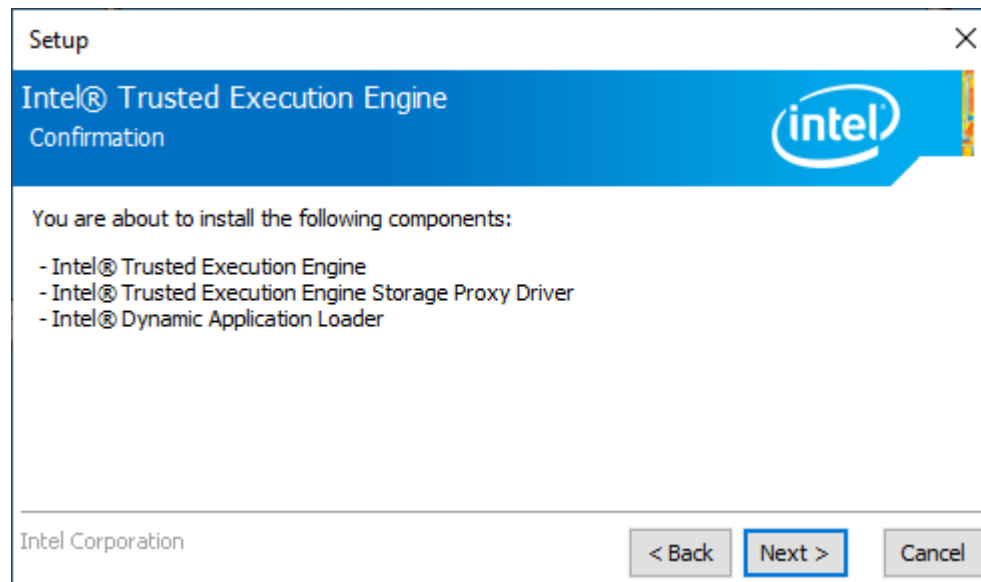 Setup
Intel® Trusted Execution Engine
Confirmation
intel
You are about to install the following components:
- Intel® Trusted Execution Engine
- Intel® Trusted Execution Engine Storage Proxy Driver
- Intel® Dynamic Application Loader
Intel Corporation
< Back Next > Cancel